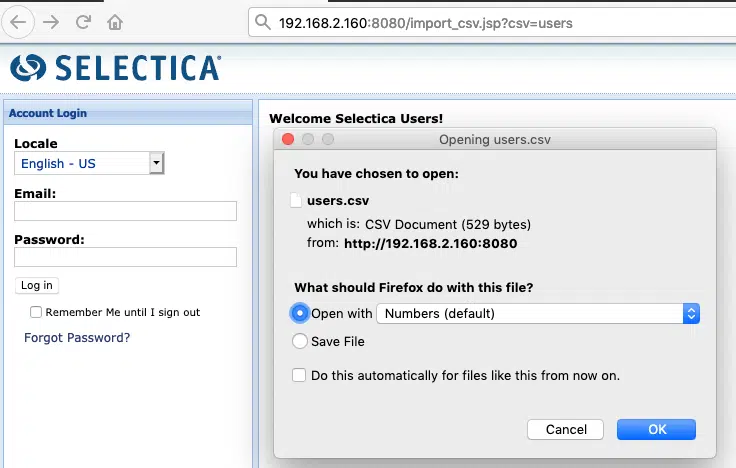 192.168.2.160:8080/import_csv.jsp?csv=users
SELECTICA®
Account Login
Locale
English - US
Email:
Password:
Log in
Remember Me until I sign out
Forgot Password?
Welcome Selectica Users!
Opening users.csv
You have chosen to open:
users.csv
which is: CSV Document (529 bytes)
from: http://192.168.2.160:8080
What should Firefox do with this file?
Open with Numbers (default)
Save File
Do this automatically for files like this from now on.
Cancel OK